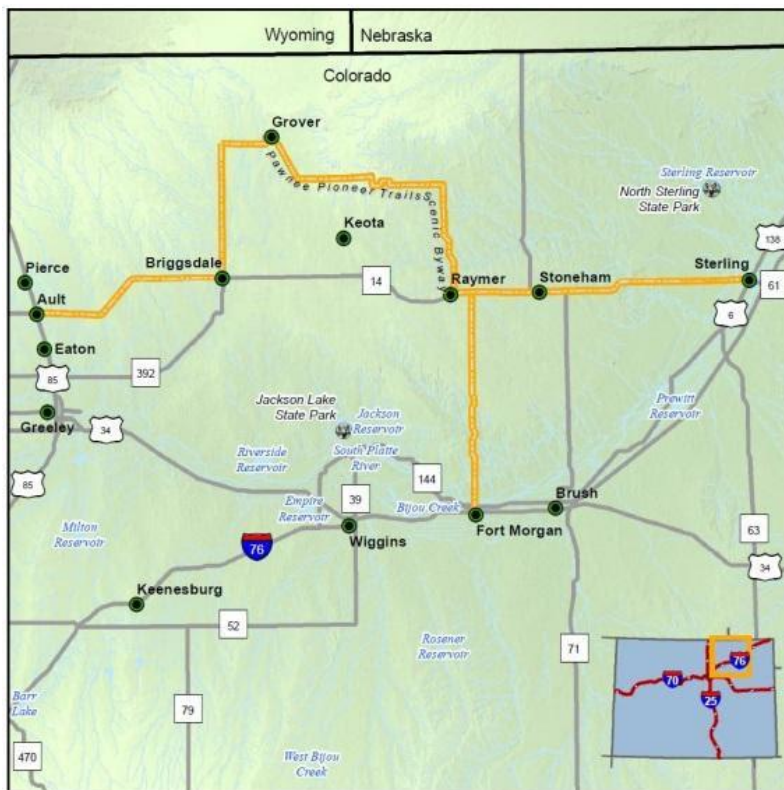 Wyoming
Nebraska
Colorado
Grover
Pawnee Pioneer Trails Scenic Byway
Sterling Reservoir
North Sterling
State Park
Keota
138
Pierce
Briggsdale
Sterling
61
14
Raymer
Stoneham
Ault
6
Eaton
85
392
Prewitt
Reservoir
Jackson Lake
State Park
Jackson
Reservoir
Greeley
34
Riverside
Reservoir
South Platte
River
144
85
Empire
Reservoir
39
Bijou Creek
Brush
Milton
Reservoir
Wiggins
Fort Morgan
63
76
34
Keenesburg
52
Rosener
Reservoir
71
76
70
25
Barr
Lake
79
470
West Bijou
Creek